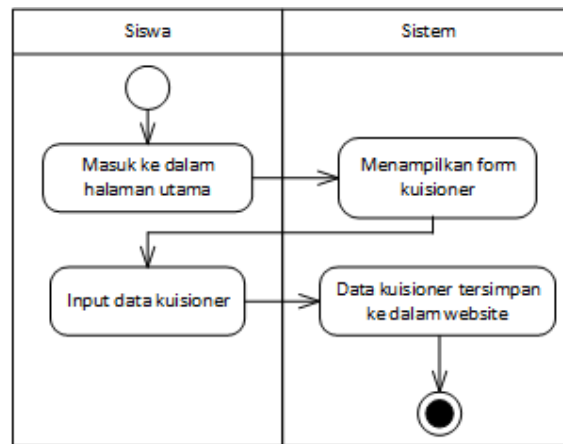 Siswa
Sistem
Masuk ke dalam
halaman utama
Menampilkan form
kuisioner
Input data kuisioner
Data kuisioner tersimpan
ke dalam website